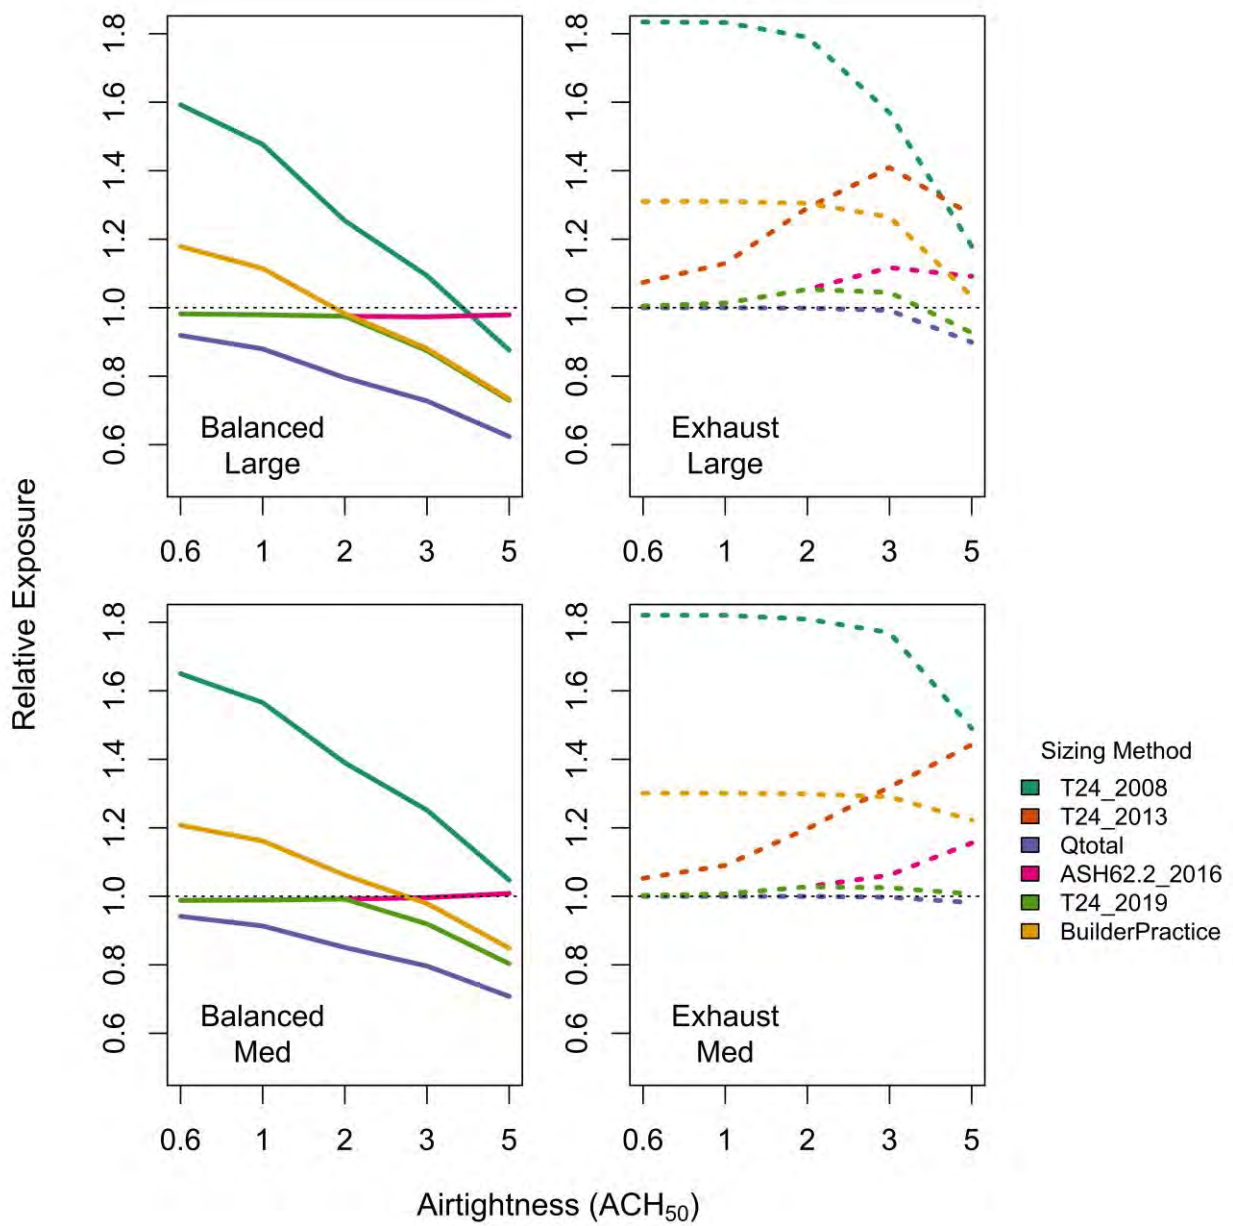 Relative Exposure
1.8
1.6
1.4
1.2
1.0
0.8
0.6
Balanced
Large
0.6 1 2 3 5
1.8
1.6
1.4
1.2
1.0
0.8
0.6
Exhaust
Large
0.6 1 2 3 5
1.8
1.6
1.4
1.2
1.0
0.8
0.6
Balanced
Med
0.6 1 2 3 5
1.8
1.6
1.4
1.2
1.0
0.8
0.6
Exhaust
Med
0.6 1 2 3 5
Airtightness (ACH₅₀)
Sizing Method
T24_2008
T24_2013
Qtotal
ASH62.2_2016
T24_2019
BuilderPractice